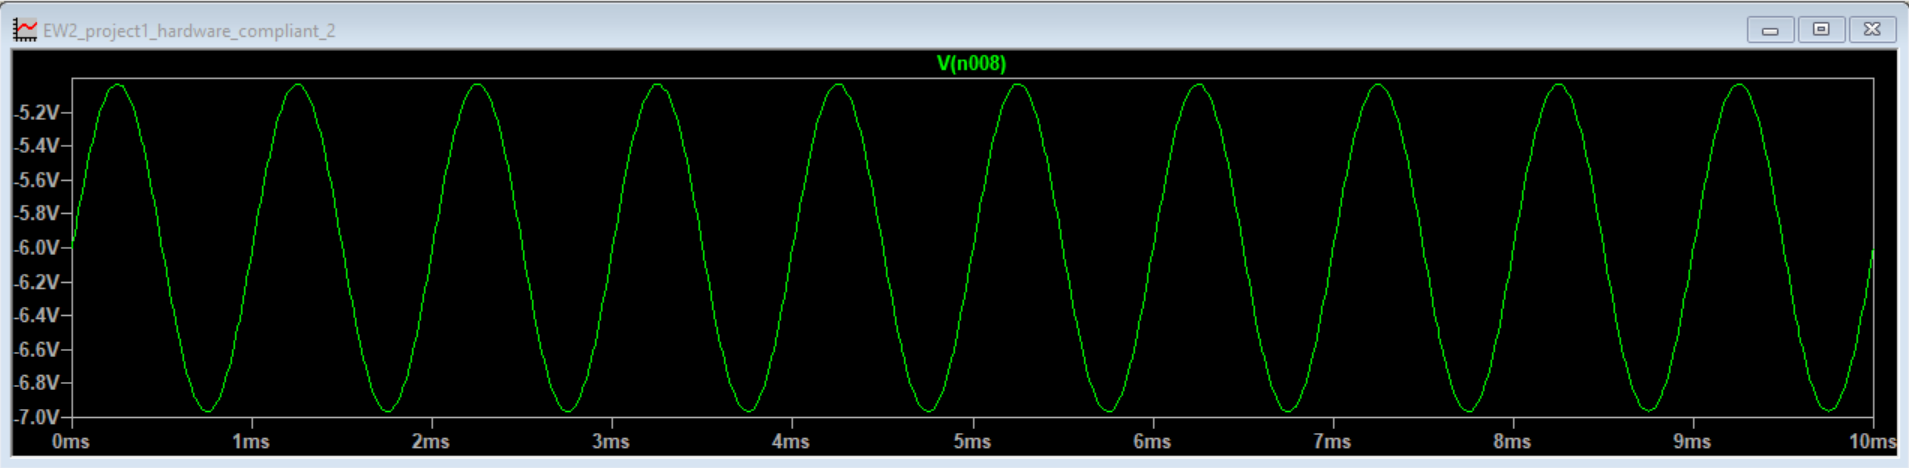 EW2_project1_hardware_compliant_2
V(n008)
-5.2V
-5.4V
-5.6V
-5.8V
-6.0V
-6.2V
-6.4V
-6.6V
-6.8V
-7.0V
0ms 1ms 2ms 3ms 4ms 5ms 6ms 7ms 8ms 9ms 10ms